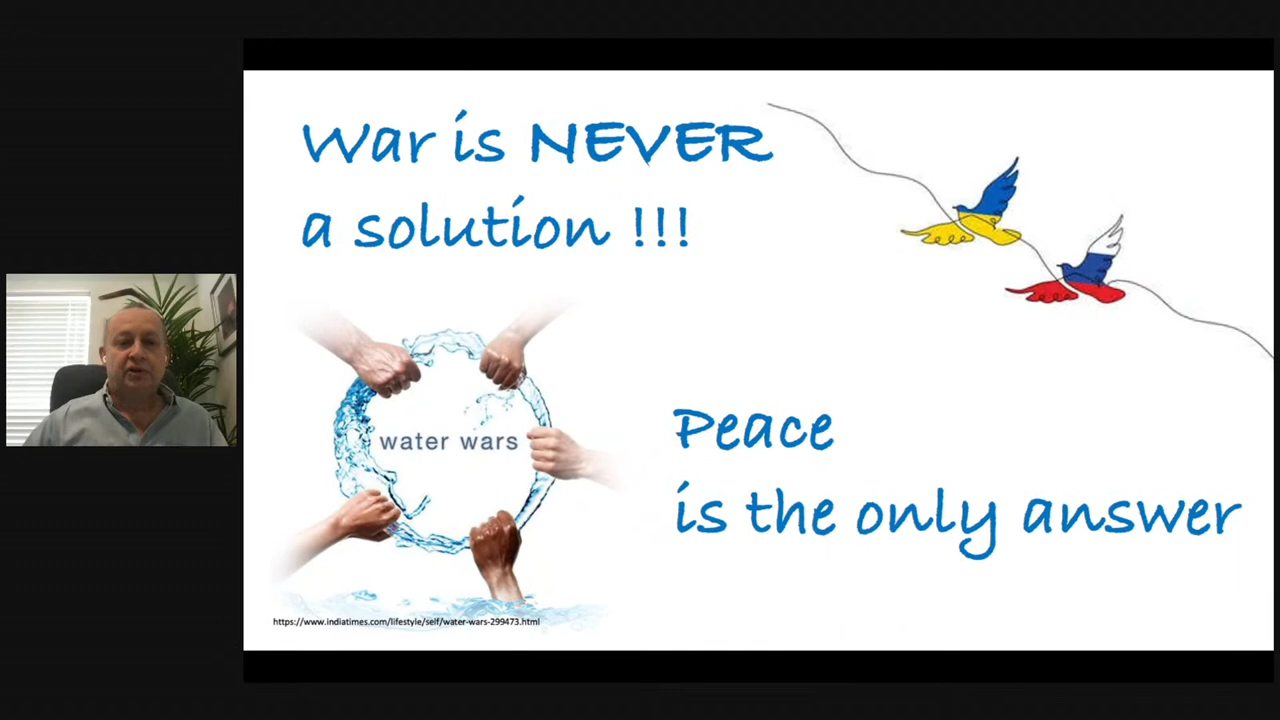 War is NEVER
a solution !!!
water wars
Peace
is the only answer
https://www.indiatimes.com/lifestyle/self/water-wars-299473.html